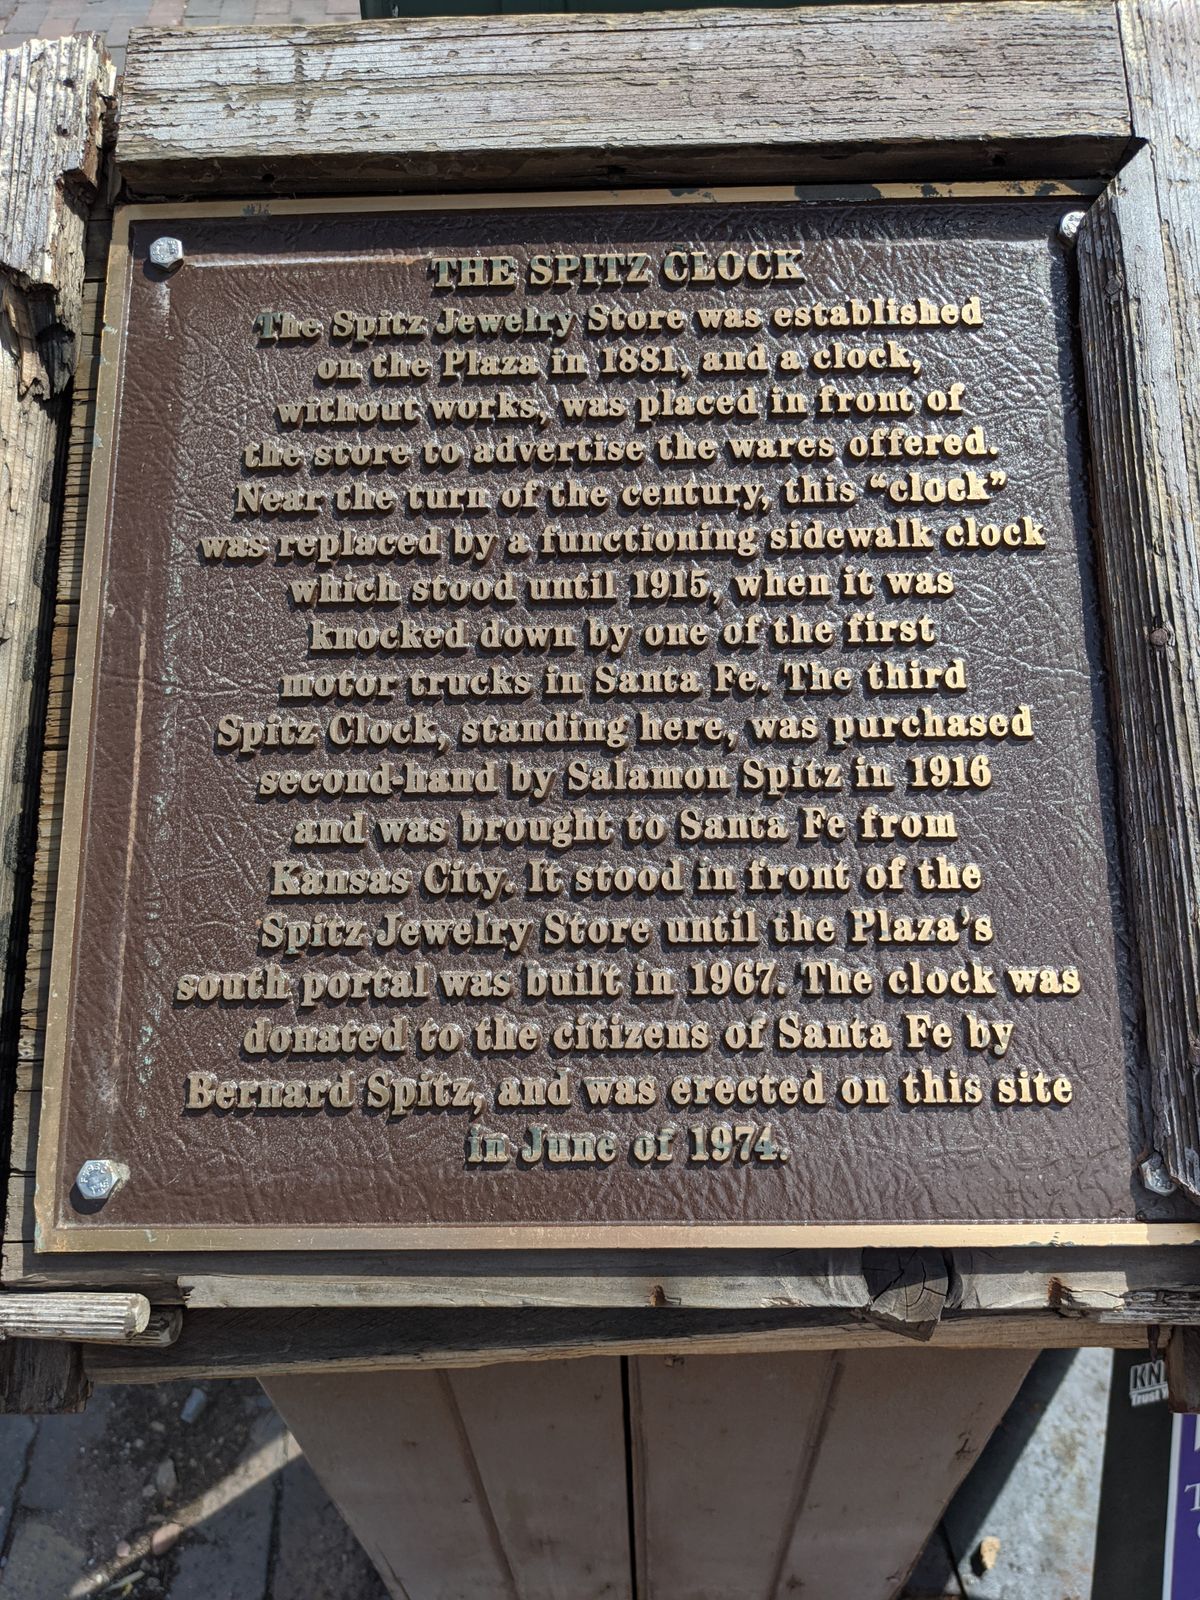 THE SPITZ CLOCK
The Spitz Jewelry Store was established
on the Plaza in 1881, and a clock,
without works, was placed in front of
the store to advertise the wares offered.
Near the turn of the century, this “clock”
was replaced by a functioning sidewalk clock
which stood until 1915, when it was
knocked down by one of the first
motor trucks in Santa Fe. The third
Spitz Clock, standing here, was purchased
second-hand by Salamon Spitz in 1916
and was brought to Santa Fe from
Kansas City. It stood in front of the
Spitz Jewelry Store until the Plaza's
south portal was built in 1967. The clock was
donated to the citizens of Santa Fe by
Bernard Spitz, and was erected on this site
in June of 1974.